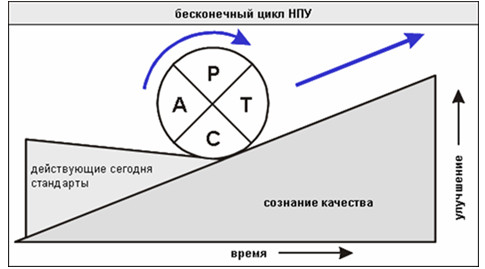 бесконечный цикл НПУ
P
A
T
C
действующие сегодня
стандарты
сознание качества
улучшение
время